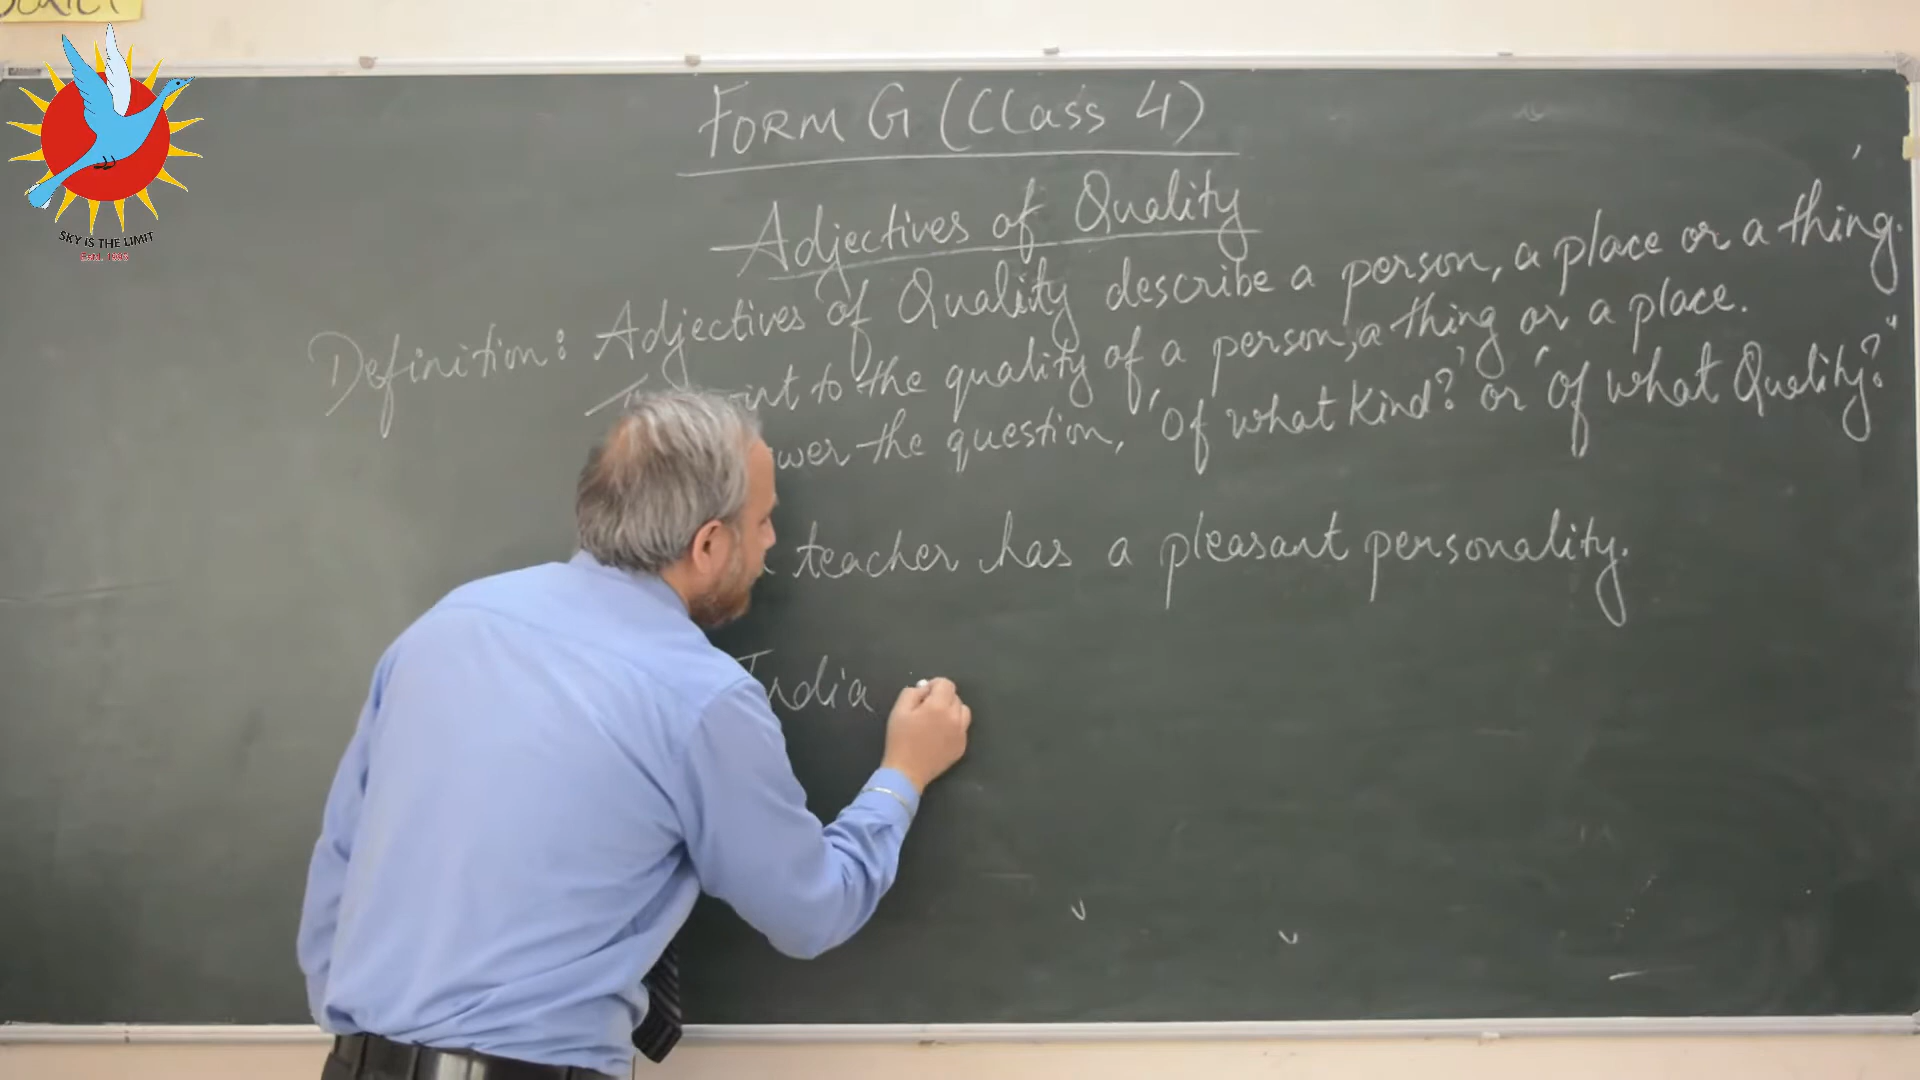 FORM G (Class 4)
Adjectives of Quality
Definition: Adjectives of Quality describe a person, a place or a thing.
to the quality of a person, a thing or a place.
the question, 'Of what Kind?' or 'Of what Quality?"
teacher has a pleasant personality.
India
SKY IS THE LIMIT